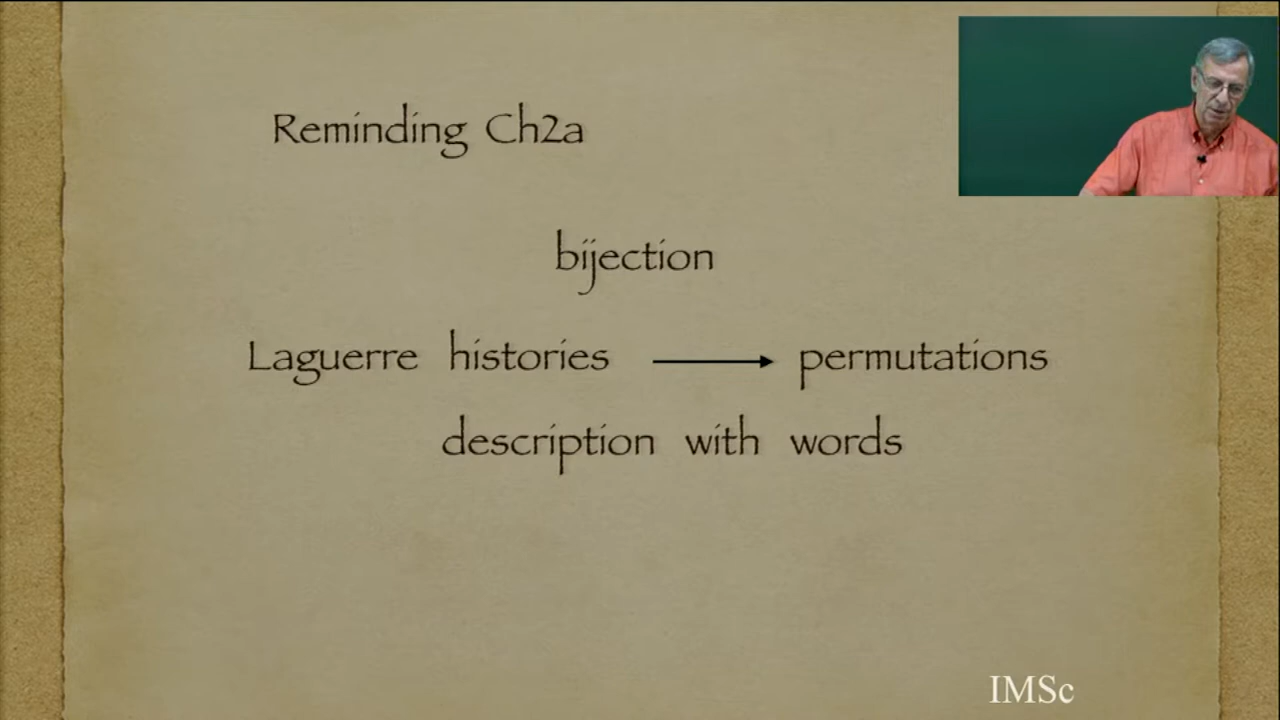 Reminding Ch2a
bijection
Laguerre histories → permutations
description with words
IMSc